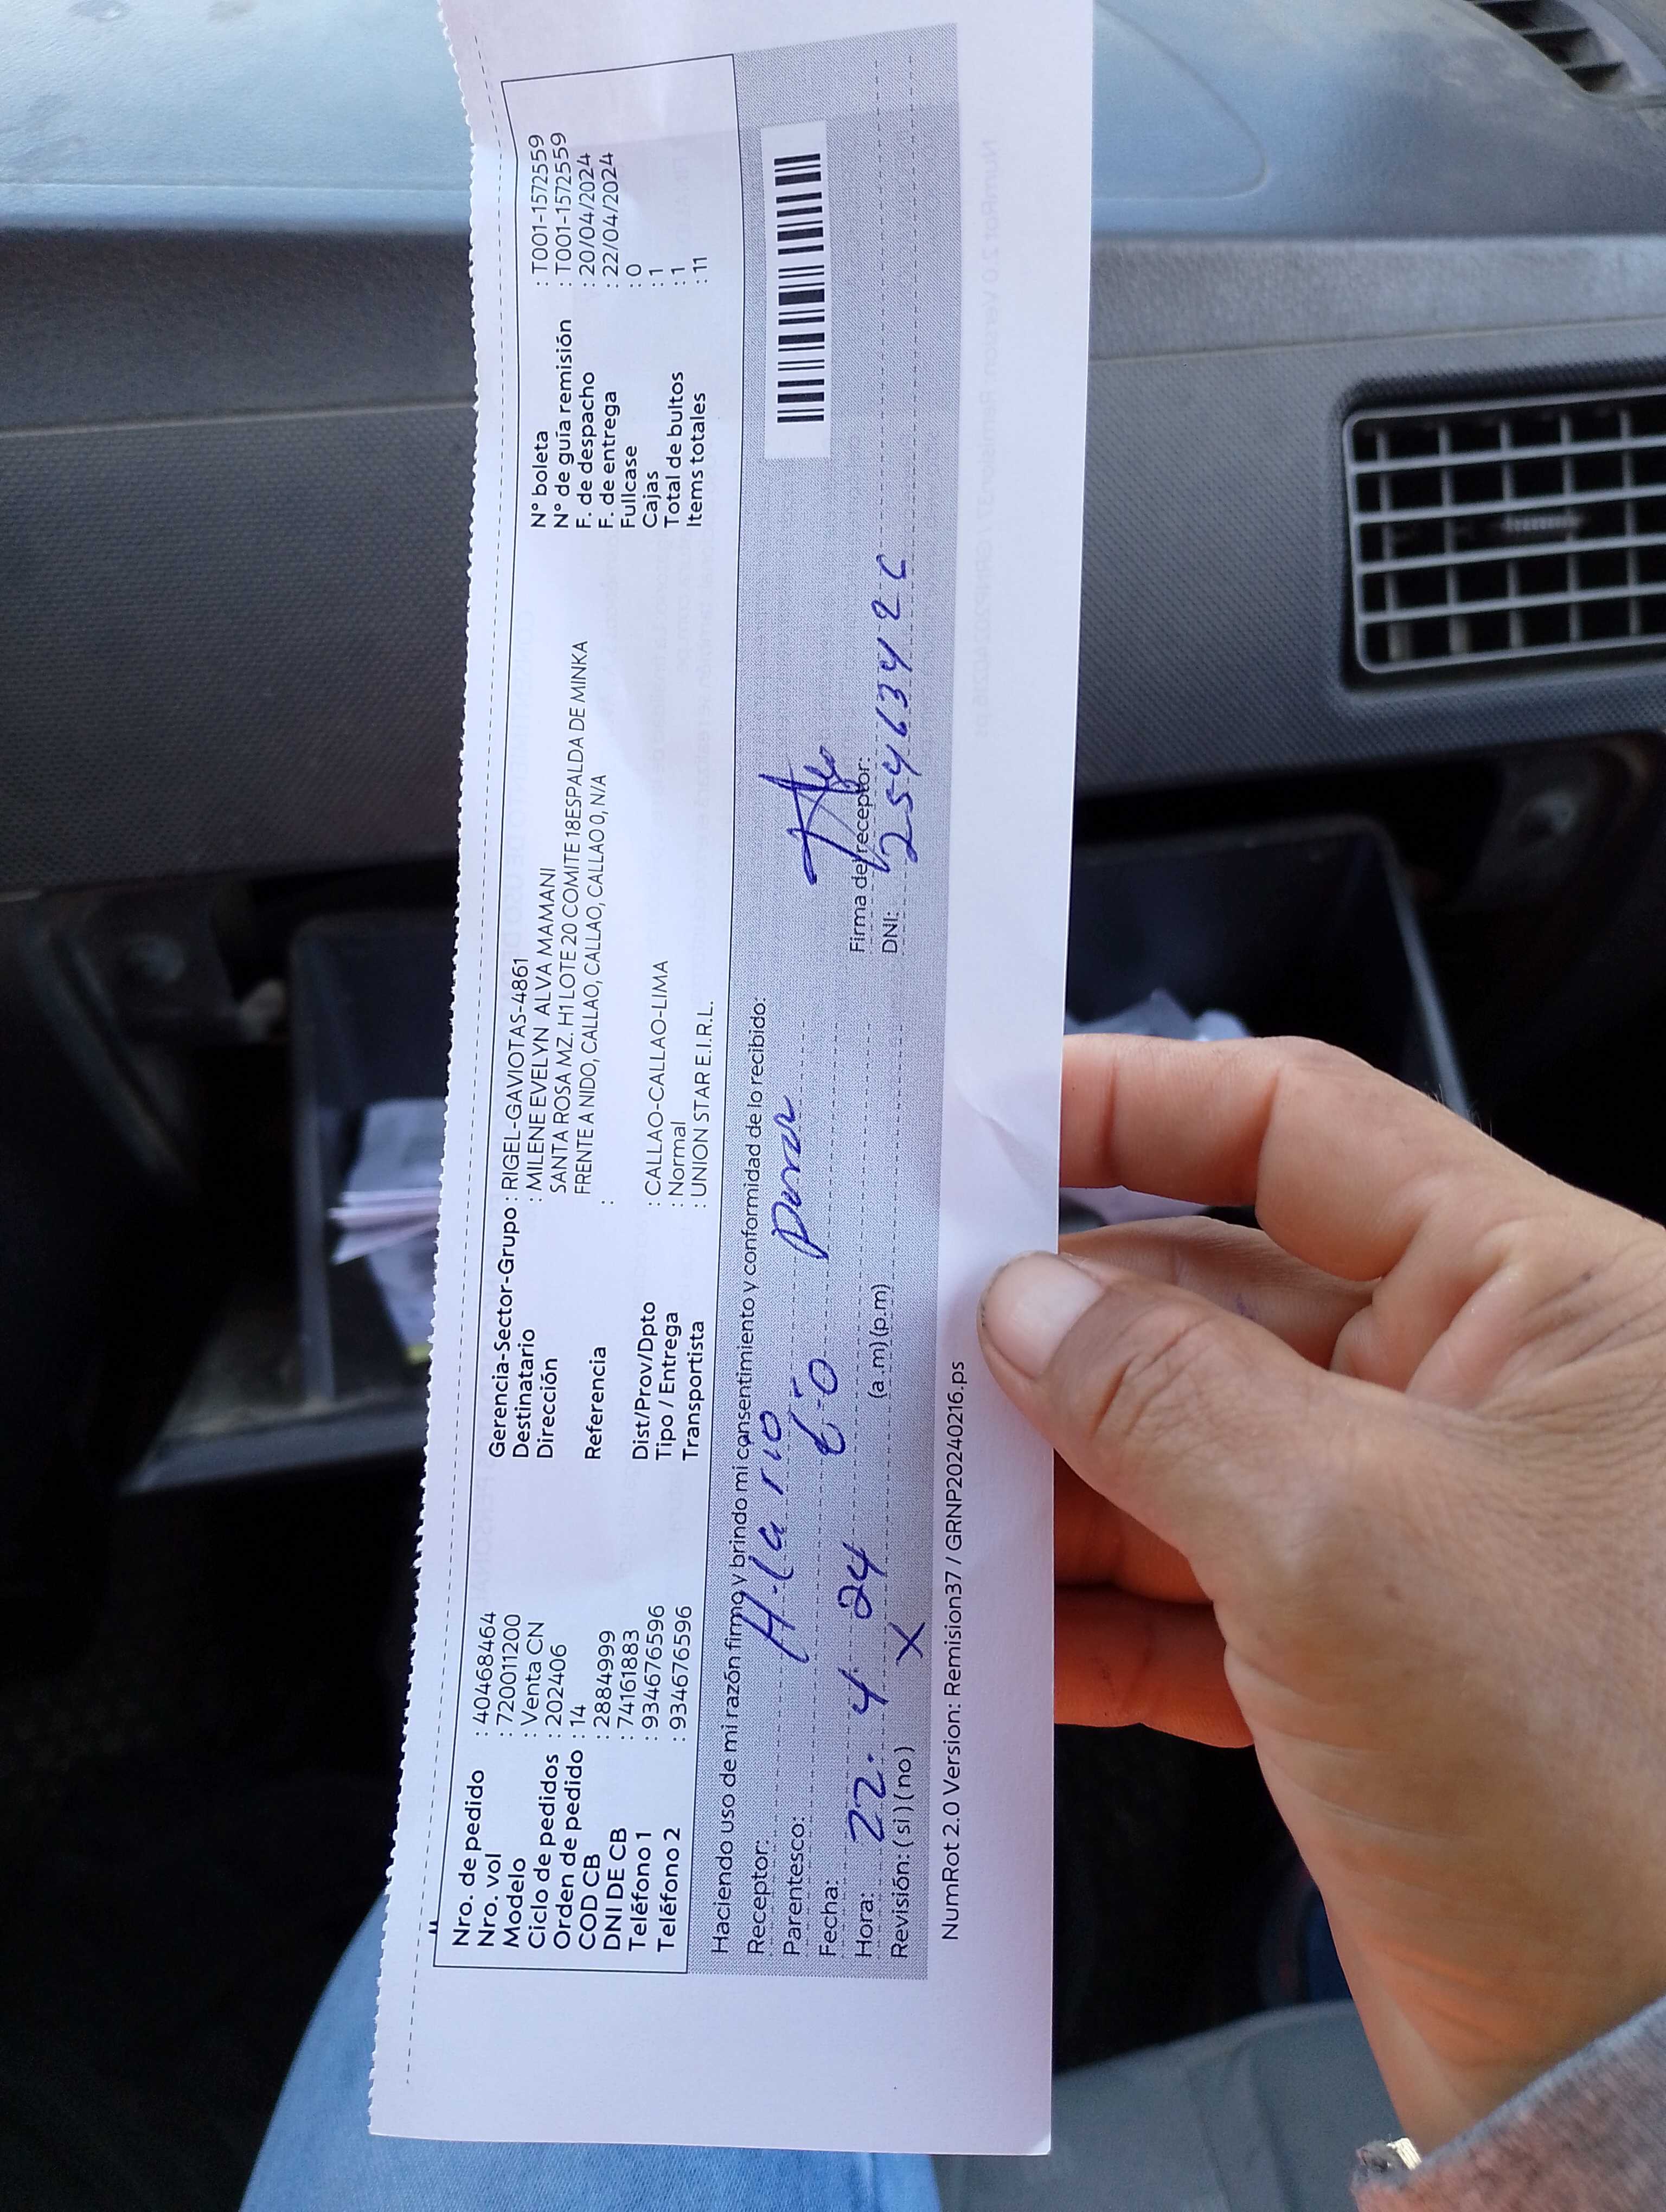 Nro. de pedido : 40468464
Nro. vol : 7200111200
Modelo : Venta CN
Ciclo de pedidos : 202406
Orden de pedido : 14
COD CB : 28884999
DNI DE CB : 74161883
Teléfono 1 : 934676596
Teléfono 2 : 934676596
Gerencia-Sector-Grupo : RIGEL-GAVIOTAS-4861
Destinatario : MILENE EVELYN ALVA MAMANI
Dirección SANTA ROSA MZ. H1 LOTE 20 COMITE 18ESPALDA DE MINKA
FRENTE A NIDO, CALLAO, CALLAO, CALLAO 0, N/A
Referencia :
Dist/Prov/Dpto : CALLAO-CALLAO-LIMA
Tipo / Entrega : Normal
Transportista : UNION STAR E.I.R.L.
N° boleta : T001-1572559
N° de guía remisión : T001-1572559
F. de despacho : 20/04/2024
F. de entrega : 22/04/2024
Fullcase : 0
Cajas : 1
Total de bultos : 1
Items totales : 11
Haciendo uso de mi razón firmo y brindo mi consentimiento y conformidad de lo recibido:
Receptor:
Parentesco:
Fecha: 22. 4 24
Hora: (a.m) (p.m)
Revisión: ( si ) ( no ) X
Firma del receptor:
DNI:
NumRot 2.0 Version: Remision37 / GRNP20240216.ps